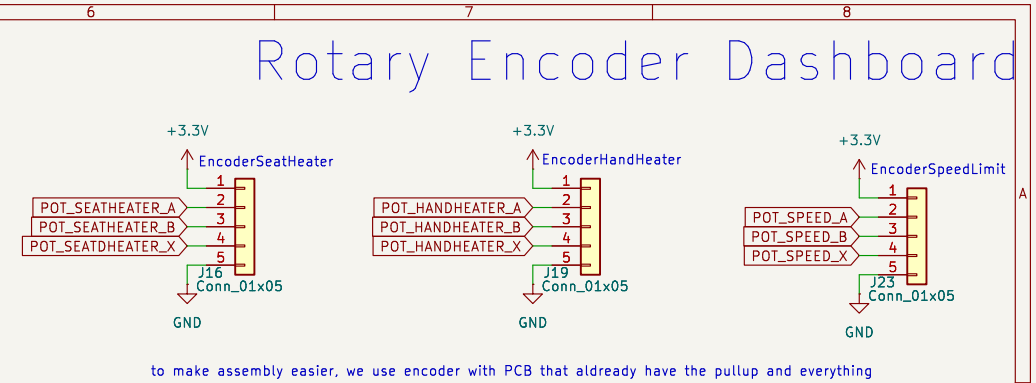 6 7 8
Rotary Encoder Dashboard
A
+3.3V
EncoderSeatHeater
1
POT_SEATHEATER_A 2
POT_SEATHEATER_B 3
POT_SEATDHEATER_X 4
5
J16
Conn_01x05
GND
+3.3V
EncoderHandHeater
1
POT_HANDHEATER_A 2
POT_HANDHEATER_B 3
POT_HANDHEATER_X 4
5
J19
Conn_01x05
GND
+3.3V
EncoderSpeedLimit
1
POT_SPEED_A 2
POT_SPEED_B 3
POT_SPEED_X 4
5
J23
Conn_01x05
GND
to make assembly easier, we use encoder with PCB that aldready have the pullup and everything